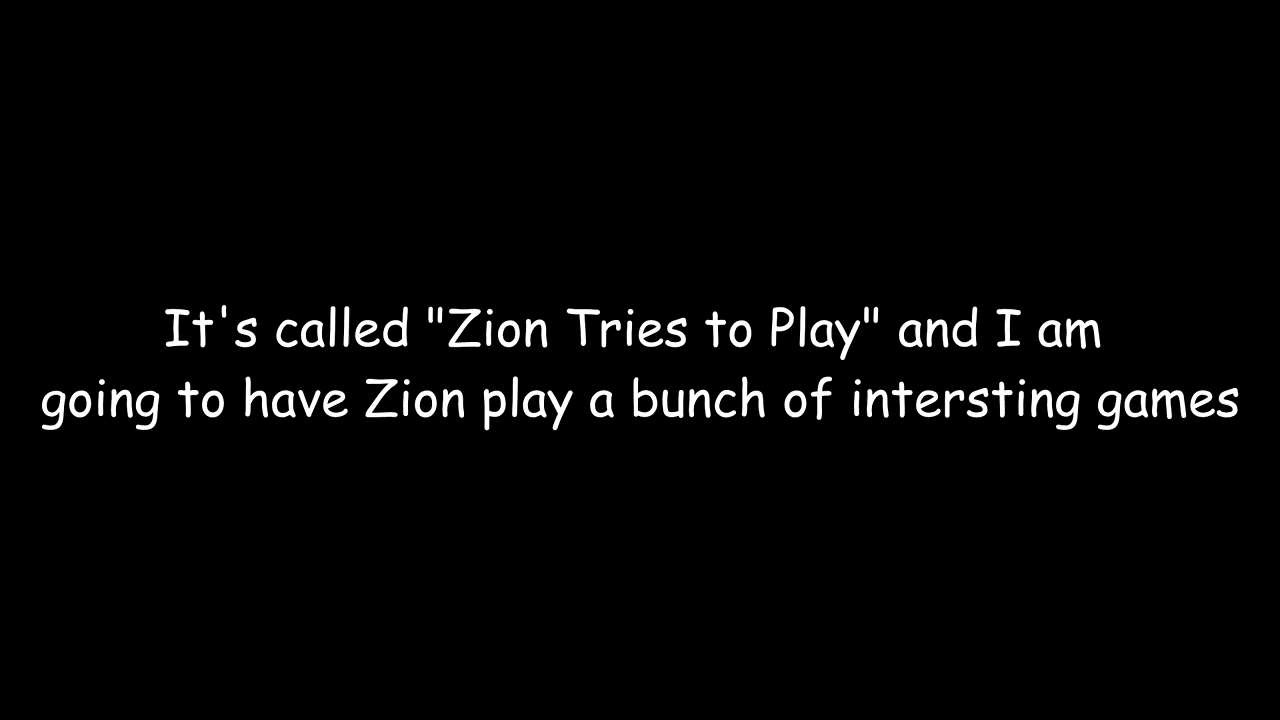 It's called "Zion Tries to Play" and I am
going to have Zion play a bunch of intersting games